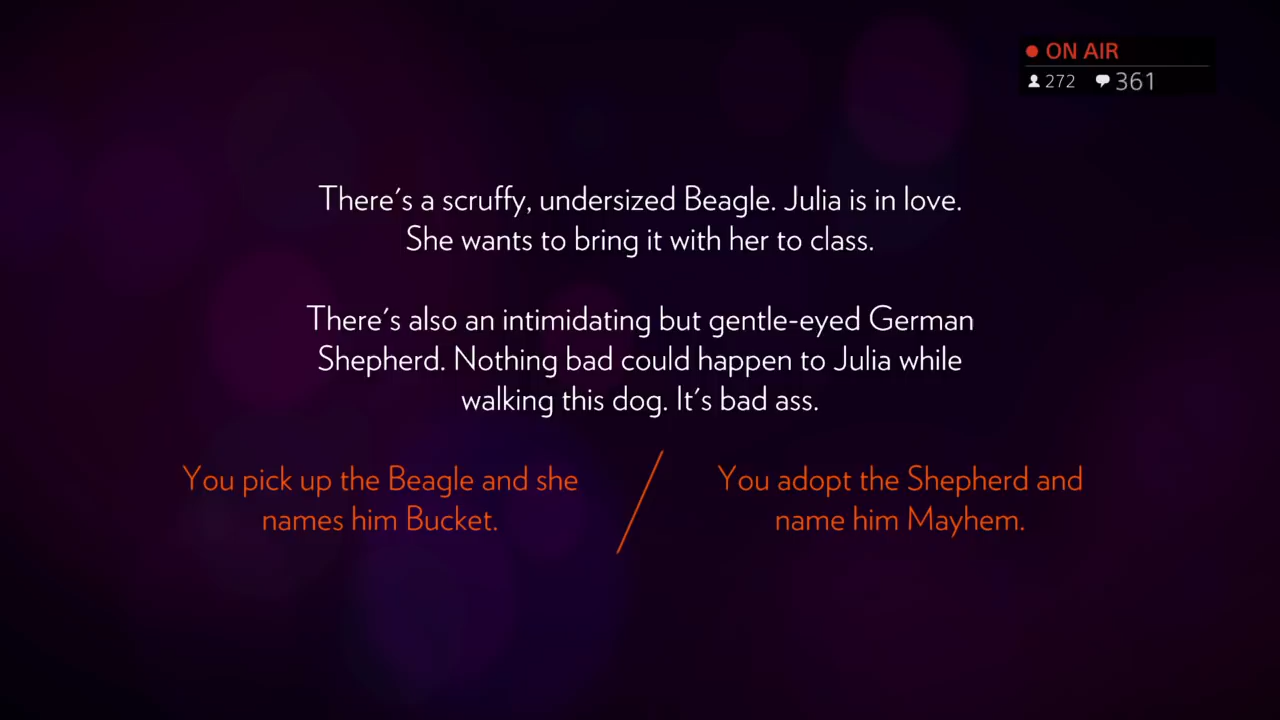 ON AIR
272 361
There's a scruffy, undersized Beagle. Julia is in love.
She wants to bring it with her to class.
There's also an intimidating but gentle-eyed German
Shepherd. Nothing bad could happen to Julia while
walking this dog. It's bad ass.
You pick up the Beagle and she
names him Bucket.
You adopt the Shepherd and
name him Mayhem.